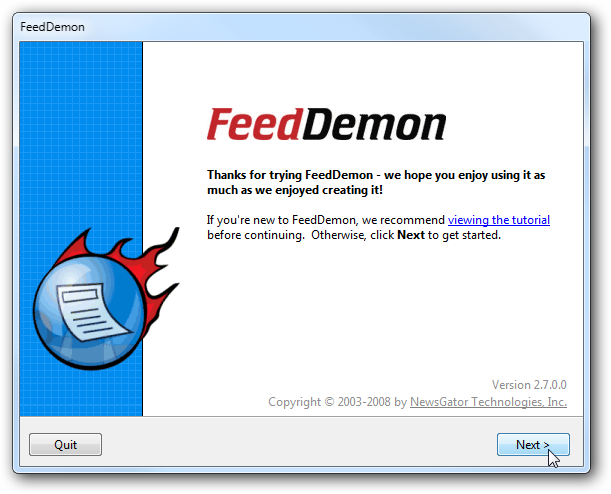 FeedDemon
FeedDemon
Thanks for trying FeedDemon - we hope you enjoy using it as
much as we enjoyed creating it!
If you're new to FeedDemon, we recommend viewing the tutorial
before continuing.  Otherwise, click Next to get started.
Version 2.7.0.0
Copyright © 2003-2008 by NewsGator Technologies, Inc.
Quit
Next >